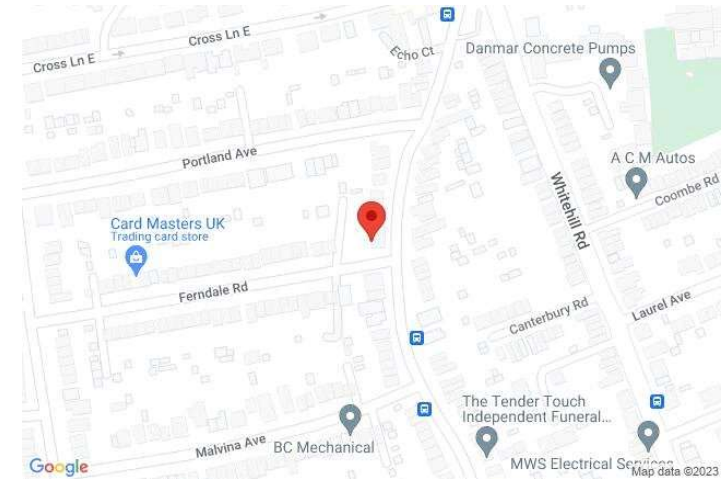 Cross Ln E
Cross Ln E
Echo Ct
Danmar Concrete Pumps
Portland Ave
A C M Autos
Coombe Rd
Whitehill Rd
Card Masters UK
Trading card store
Ferndale Rd
Canterbury Rd
Laurel Ave
The Tender Touch
Independent Funeral...
Malvina Ave
BC Mechanical
MWS Electrical Services
Google
Map data ©2023